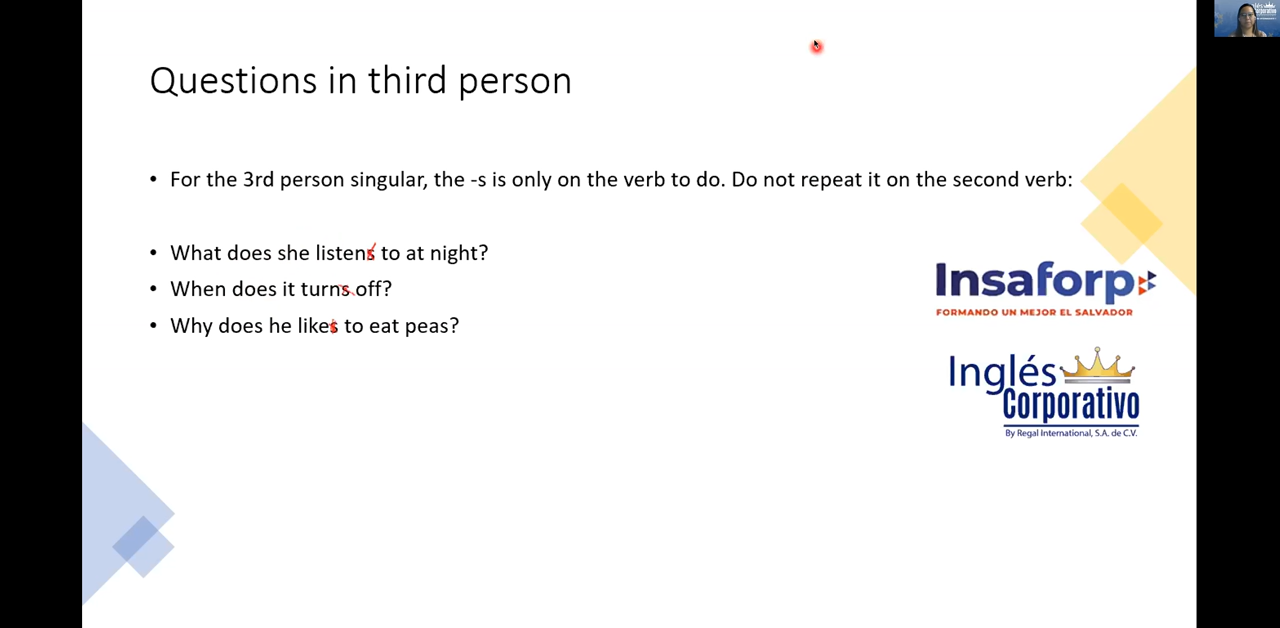 Questions in third person
• For the 3rd person singular, the -s is only on the verb to do. Do not repeat it on the second verb:
• What does she listens to at night?
• When does it turns off?
• Why does he likes to eat peas?
Insaforp
FORMANDO UN MEJOR EL SALVADOR
Inglés
Corporativo
By Regal International, S.A. de C.V.